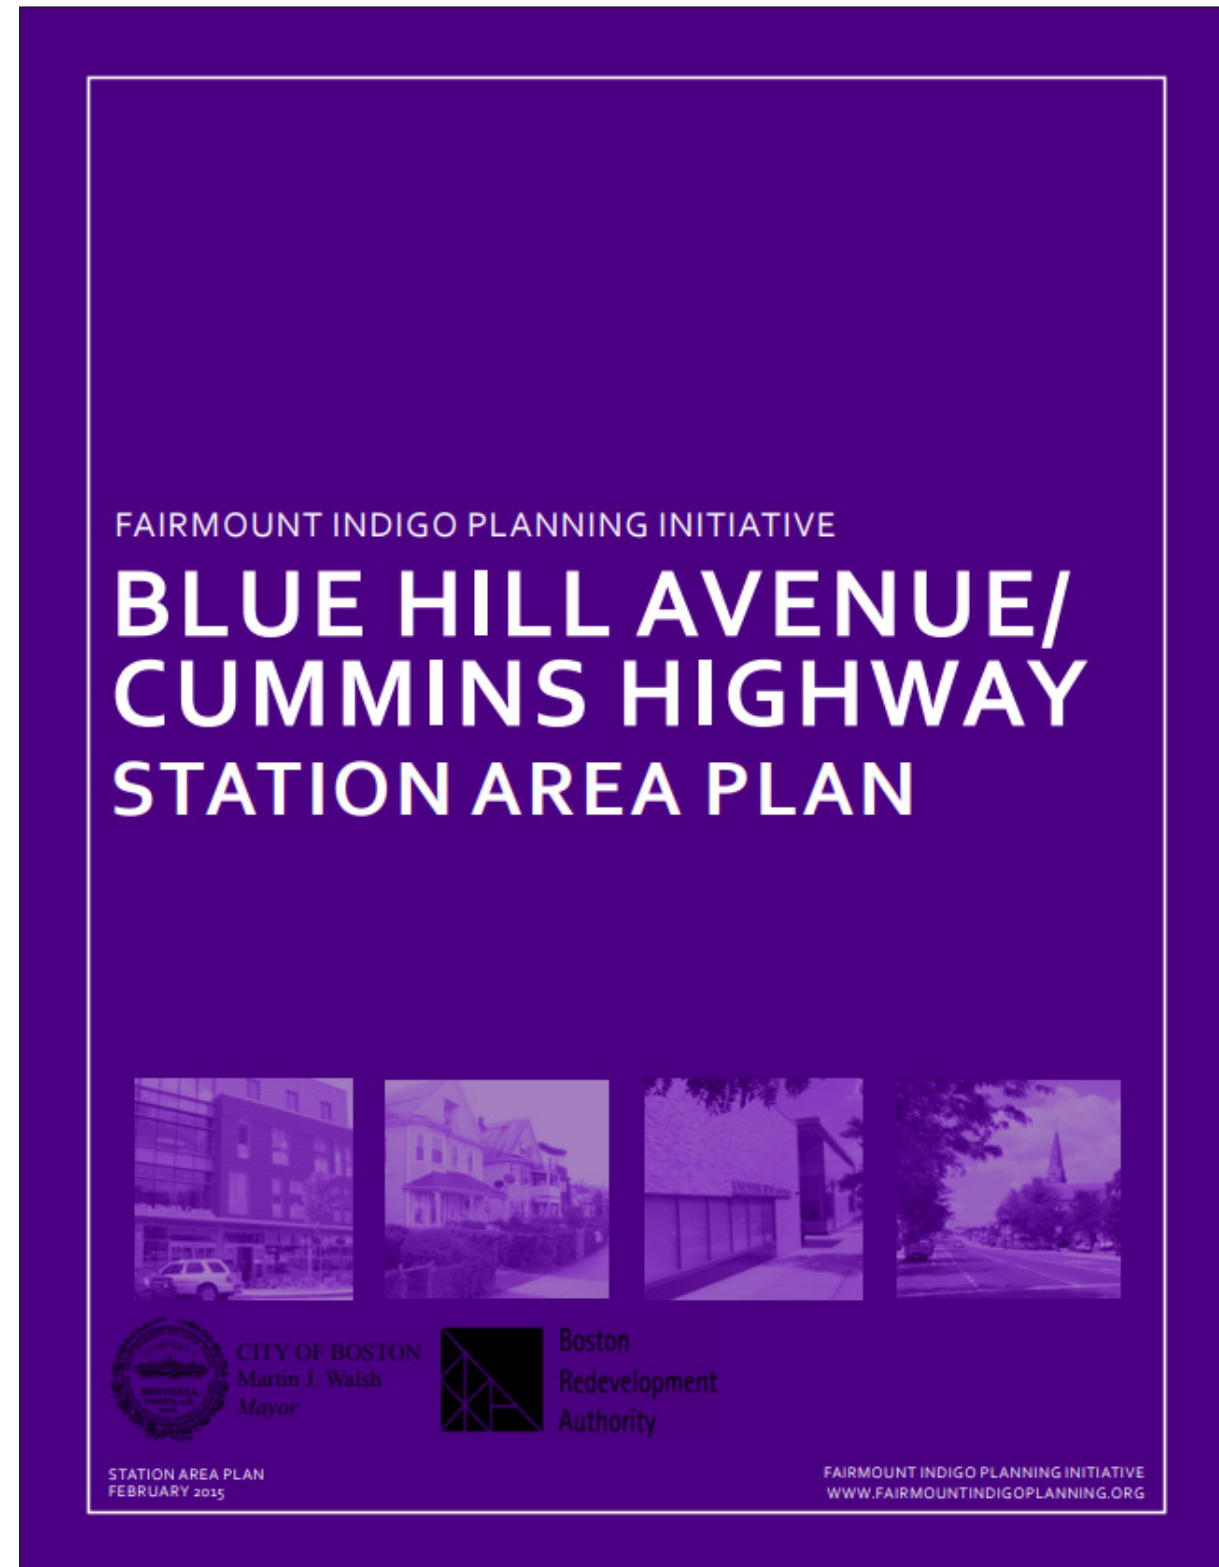 FAIRMOUNT INDIGO PLANNING INITIATIVE
BLUE HILL AVENUE/
CUMMINS HIGHWAY
STATION AREA PLAN
CITY OF BOSTON
Martin J. Walsh
Mayor
Boston
Redevelopment
Authority
STATION AREA PLAN
FEBRUARY 2015
FAIRMOUNT INDIGO PLANNING INITIATIVE
WWW.FAIRMOUNTINDIGOPLANNING.ORG